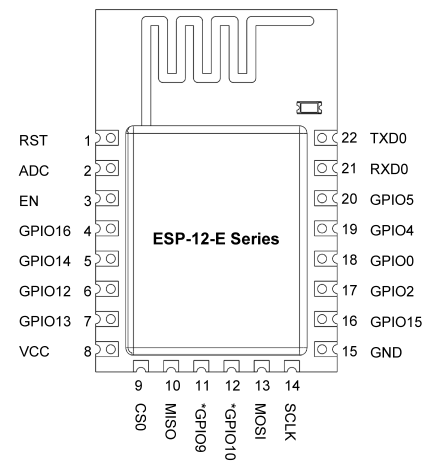 RST 1
ADC 2
EN 3
GPIO16 4
GPIO14 5
GPIO12 6
GPIO13 7
VCC 8
ESP-12-E Series
22 TXD0
21 RXD0
20 GPIO5
19 GPIO4
18 GPIO0
17 GPIO2
16 GPIO15
15 GND
9 CS0
10 MISO
11 *GPIO9
12 *GPIO10
13 MOSI
14 SCLK